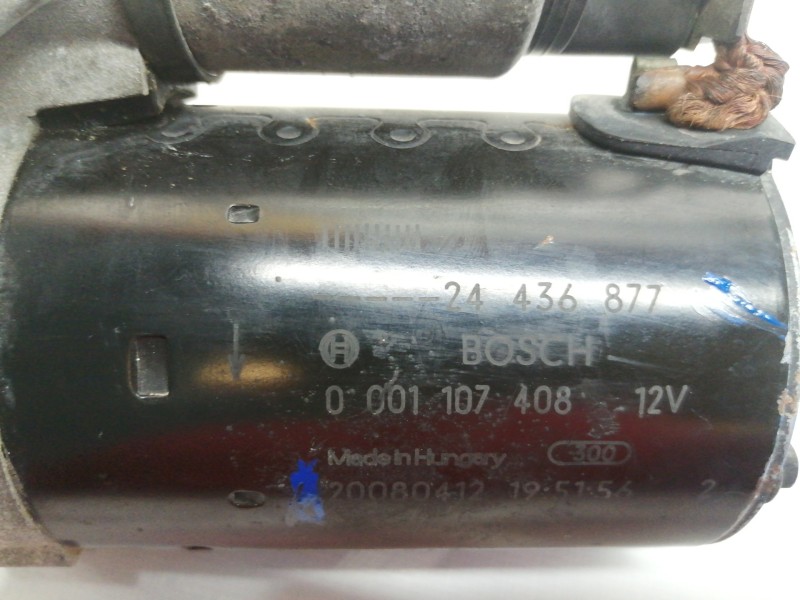 -----24 436 877
BOSCH
0 001 107 408 12V
Made in Hungary 300
20080412 19:51:56 2